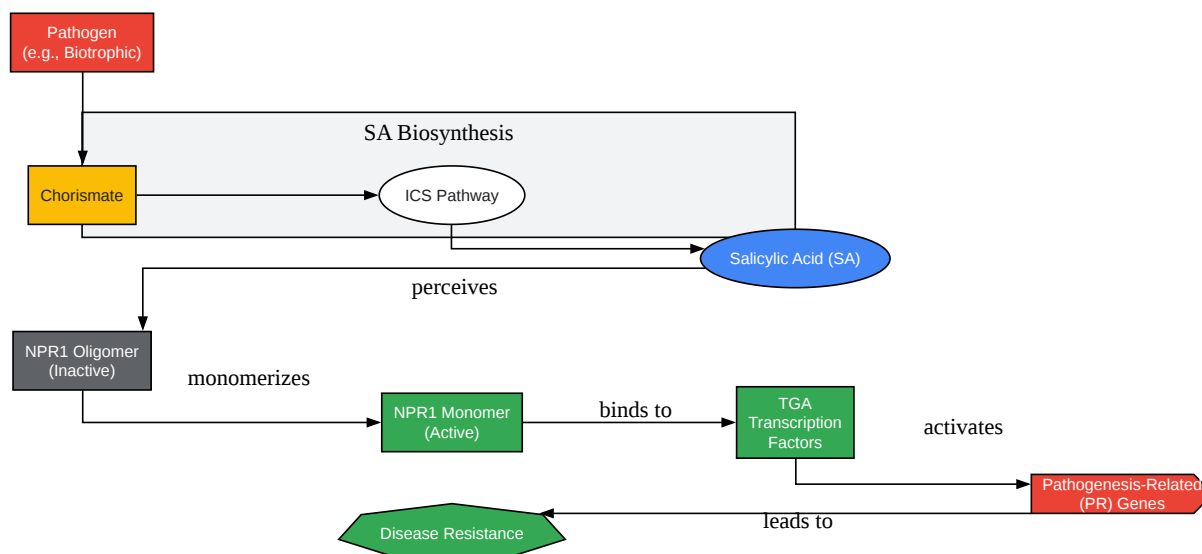 Pathogen
(e.g., Biotrophic)
SA Biosynthesis
Chorismate
ICS Pathway
Salicylic Acid (SA)
perceives
NPR1 Oligomer
(Inactive)
monomerizes
NPR1 Monomer
(Active)
binds to
TGA
Transcription
Factors
activates
Pathogenesis-Related
(PR) Genes
leads to
Disease Resistance